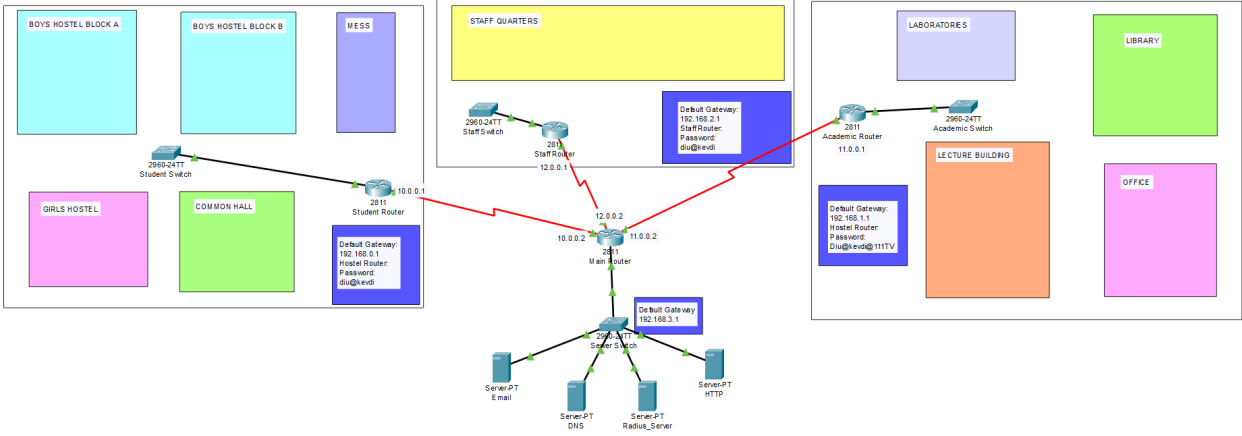 BOYS HOSTEL BLOCK A
BOYS HOSTEL BLOCK B
MESS
2960-24TT
Student Switch
2811
Student Router
10.0.0.1
GIRLS HOSTEL
COMMON HALL
Default Gateway:
192.168.0.1
Hostel Router:
Password:
diu@kevdi
STAFF QUARTERS
2960-24TT
Staff Switch
2811
Staff Router
12.0.0.1
Default Gateway:
192.168.2.1
Staff Router:
Password:
diu@kevdi
LABORATORIES
LIBRARY
2811
Academic Router
11.0.0.1
2960-24TT
Academic Switch
LECTURE BUILDING
OFFICE
Default Gateway:
192.168.1.1
Hostel Router:
Password:
Diu@kevdi@111TV
12.0.0.2
10.0.0.2
11.0.0.2
2811
Main Router
Default Gateway
192.168.3.1
2960-24TT
Server Switch
Server-PT
Email
Server-PT
DNS
Server-PT
Radius_Server
Server-PT
HTTP